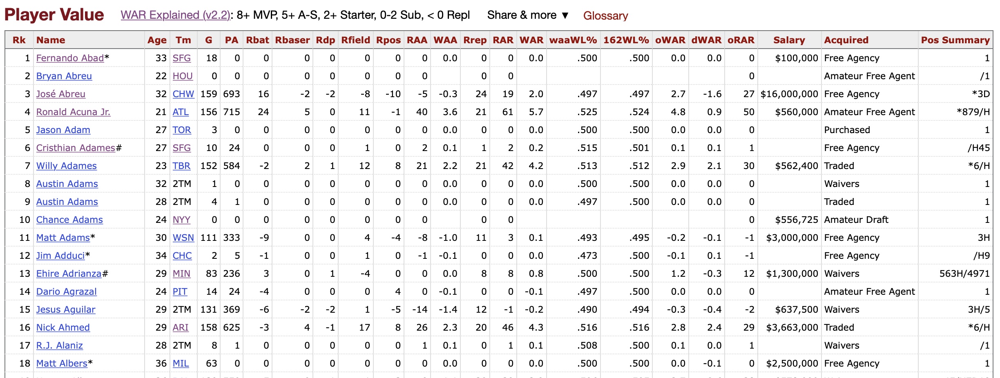 Player Value WAR Explained (v2.2): 8+ MVP, 5+ A-S, 2+ Starter, 0-2 Sub, < 0 Repl Share & more ▼ Glossary
Rk Name Age Tm G PA Rbat Rbaser Rdp Rfield Rpos RAA WAA Rrep RAR WAR waaWL% 162WL% oWAR dWAR oRAR Salary Acquired Pos Summary
1 Fernando Abad* 33 SFG 18 0 0 0 0 0 0 0 0.0 0 0 0.0 .500 .500 0.0 0.0 0 $100,000 Free Agency 1
2 Bryan Abreu 22 HOU 0 0 0 0 0 0 0 0 0 0 0 Amateur Free Agent /1
3 José Abreu 32 CHW 159 693 16 -2 -2 -8 -10 -5 -0.3 24 19 2.0 .497 .497 2.7 -1.6 27 $16,000,000 Free Agency *3D
4 Ronald Acuna Jr. 21 ATL 156 715 24 5 0 11 -1 40 3.6 21 61 5.7 .525 .524 4.8 0.9 50 $560,000 Amateur Free Agent *879/H
5 Jason Adam 27 TOR 3 0 0 0 0 0 0 0 0.0 0 0 0.0 .500 .500 0.0 0.0 0 Purchased 1
6 Cristhian Adames# 27 SFG 10 24 0 0 0 1 0 2 0.1 1 2 0.2 .515 .501 0.1 0.1 1 Free Agency /H45
7 Willy Adames 23 TBR 152 584 -2 2 1 12 8 21 2.2 21 42 4.2 .513 .512 2.9 2.1 30 $562,400 Traded *6/H
8 Austin Adams 32 2TM 1 0 0 0 0 0 0 0 0.0 0 0 0.0 .500 .500 0.0 0.0 0 Waivers 1
9 Austin Adams 28 2TM 4 1 0 0 0 0 0 0 0.0 0 0 0.0 .497 .500 0.0 0.0 0 Traded 1
10 Chance Adams 24 NYY 0 0 0 0 0 0 0 0 0 0 0 $556,725 Amateur Draft 1
11 Matt Adams* 30 WSN 111 333 -9 0 0 4 -4 -8 -1.0 11 3 0.1 .493 .495 -0.2 -0.1 -1 $3,000,000 Free Agency 3H
12 Jim Adduci* 34 CHC 2 5 -1 0 0 1 0 -1 -0.1 0 0 0.0 .473 .500 -0.1 0.1 -1 Free Agency /H9
13 Ehire Adrianza# 29 MIN 83 236 3 0 1 -4 0 0 0.0 8 8 0.8 .500 .500 1.2 -0.3 12 $1,300,000 Waivers 563H/4971
14 Dario Agrazal 24 PIT 14 24 -4 0 0 0 4 0 -0.1 0 0 -0.1 .497 .500 0.0 0.0 0 Amateur Free Agent 1
15 Jesus Aguilar 29 2TM 131 369 -6 -2 -2 1 -5 -14 -1.4 12 -1 -0.2 .490 .494 -0.3 -0.4 -2 $637,500 Waivers 3H/5
16 Nick Ahmed 29 ARI 158 625 -3 4 -1 17 8 26 2.3 20 46 4.3 .516 .516 2.8 2.4 29 $3,663,000 Traded *6/H
17 R.J. Alaniz 28 2TM 8 1 0 0 0 0 0 1 0.1 0 1 0.1 .508 .500 0.1 0.0 1 Waivers /1
18 Matt Albers* 36 MIL 63 0 0 0 0 0 0 0 0.0 0 0 0.0 .500 .500 0.0 -0.1 0 $2,500,000 Free Agency 1